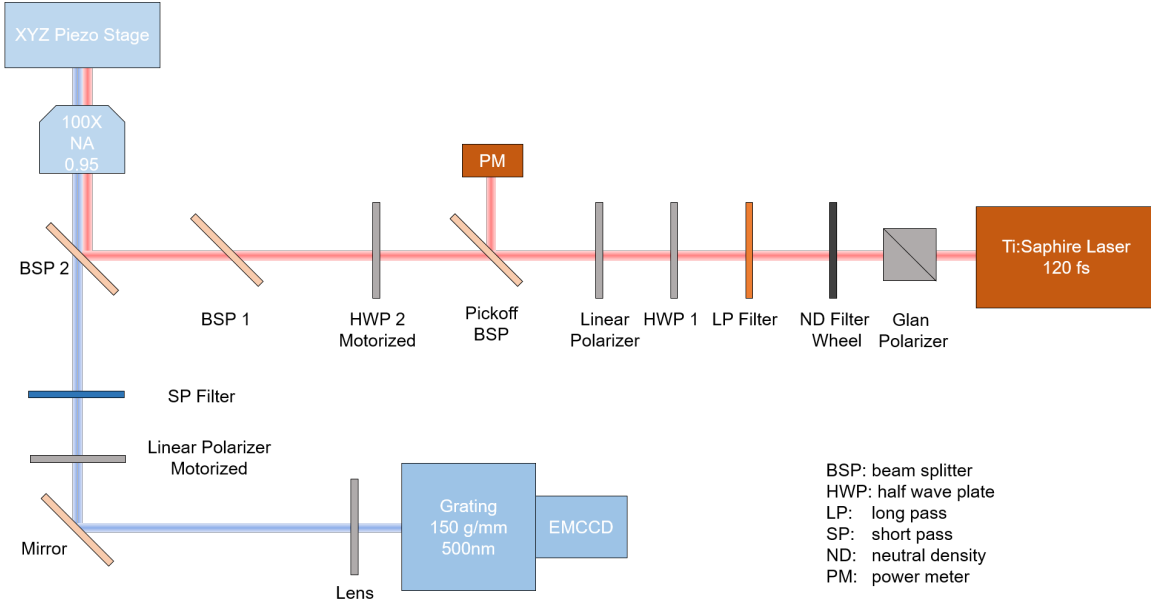 XYZ Piezo Stage
100X
NA
0.95
PM
Ti:Saphire Laser
120 fs
BSP 2
BSP 1
HWP 2
Motorized
Pickoff
BSP
Linear
Polarizer
HWP 1
LP Filter
ND Filter
Wheel
Glan
Polarizer
SP Filter
Linear Polarizer
Motorized
Mirror
Lens
Grating
150 g/mm
500nm
EMCCD
BSP: beam splitter
HWP: half wave plate
LP: long pass
SP: short pass
ND: neutral density
PM: power meter